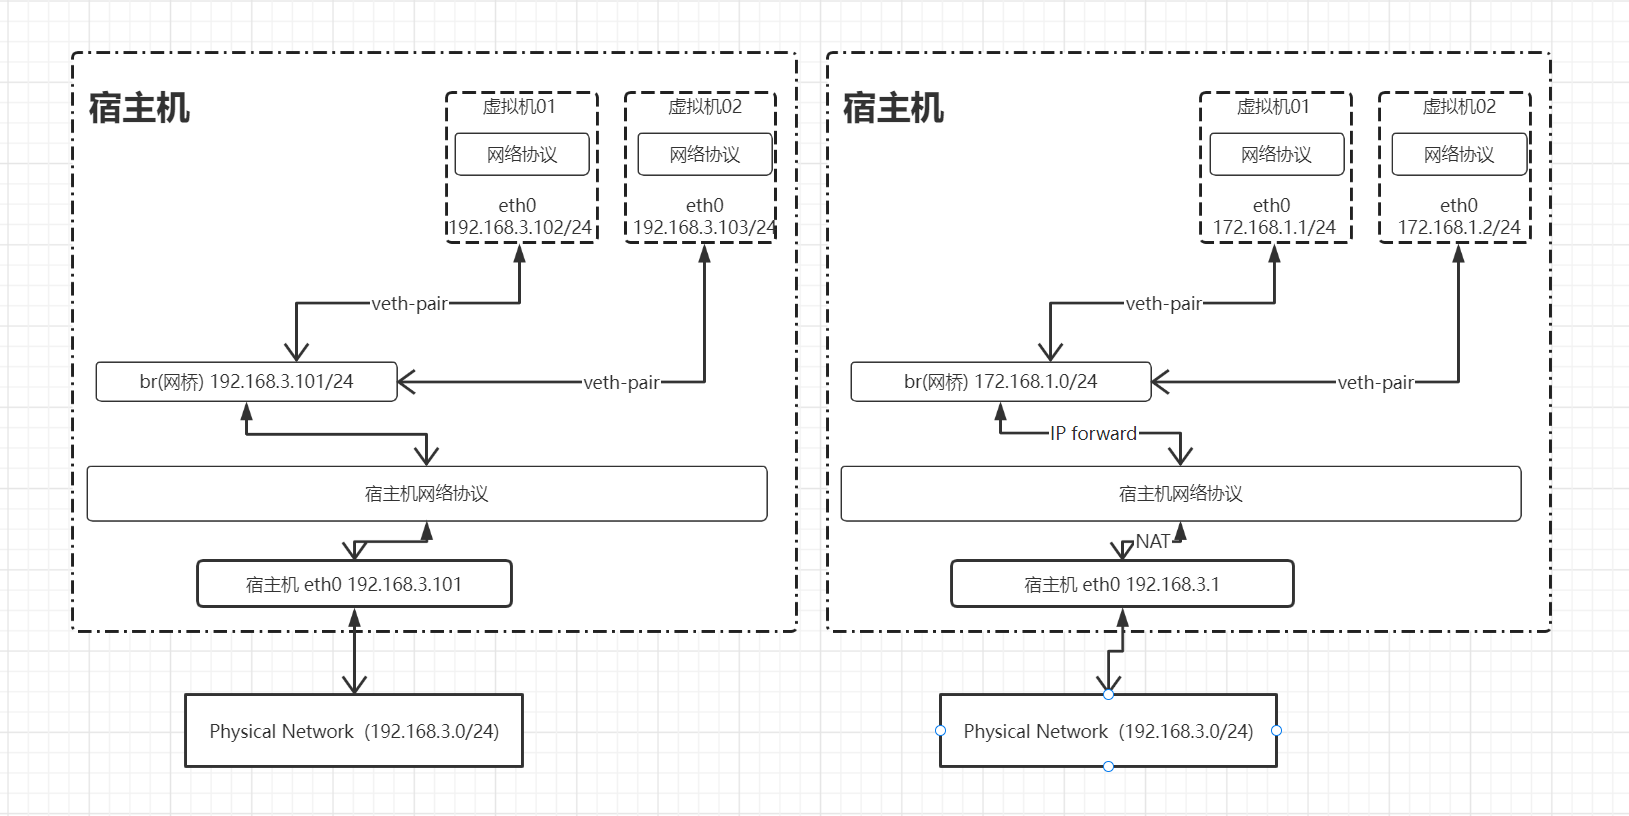 宿主机
虚拟机01
网络协议
eth0
192.168.3.102/24
虚拟机02
网络协议
eth0
192.168.3.103/24
veth-pair
br(网桥) 192.168.3.101/24
veth-pair
宿主机网络协议
宿主机 eth0 192.168.3.101
Physical Network  (192.168.3.0/24)
宿主机
虚拟机01
网络协议
eth0
172.168.1.1/24
虚拟机02
网络协议
eth0
172.168.1.2/24
veth-pair
br(网桥) 172.168.1.0/24
veth-pair
IP forward
宿主机网络协议
NAT
宿主机 eth0 192.168.3.1
Physical Network  (192.168.3.0/24)